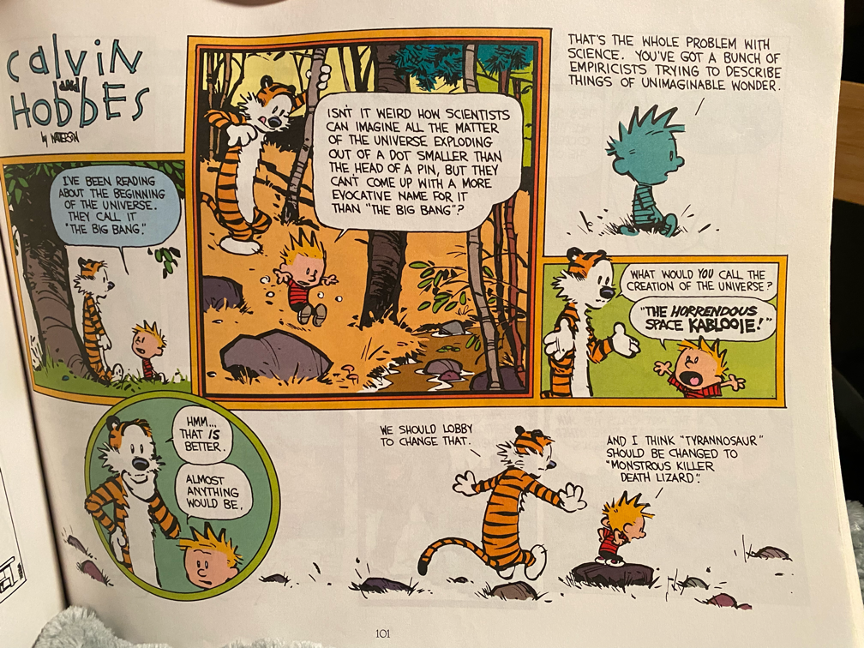 calvin
and
HOBBES
by WATTERSON
I'VE BEEN READING
ABOUT THE BEGINNING
OF THE UNIVERSE.
THEY CALL IT
"THE BIG BANG."
ISN'T IT WEIRD HOW SCIENTISTS
CAN IMAGINE ALL THE MATTER
OF THE UNIVERSE EXPLODING
OUT OF A DOT SMALLER THAN
THE HEAD OF A PIN, BUT THEY
CAN'T COME UP WITH A MORE
EVOCATIVE NAME FOR IT
THAN "THE BIG BANG"?
THAT'S THE WHOLE PROBLEM WITH
SCIENCE. YOU'VE GOT A BUNCH OF
EMPIRICISTS TRYING TO DESCRIBE
THINGS OF UNIMAGINABLE WONDER.
WHAT WOULD YOU CALL THE
CREATION OF THE UNIVERSE?
"THE HORRENDOUS
SPACE KABLOOIE!"
HMM...
THAT IS
BETTER.
ALMOST
ANYTHING
WOULD BE.
WE SHOULD LOBBY
TO CHANGE THAT.
AND I THINK "TYRANNOSAUR"
SHOULD BE CHANGED TO
"MONSTROUS KILLER
DEATH LIZARD".
101